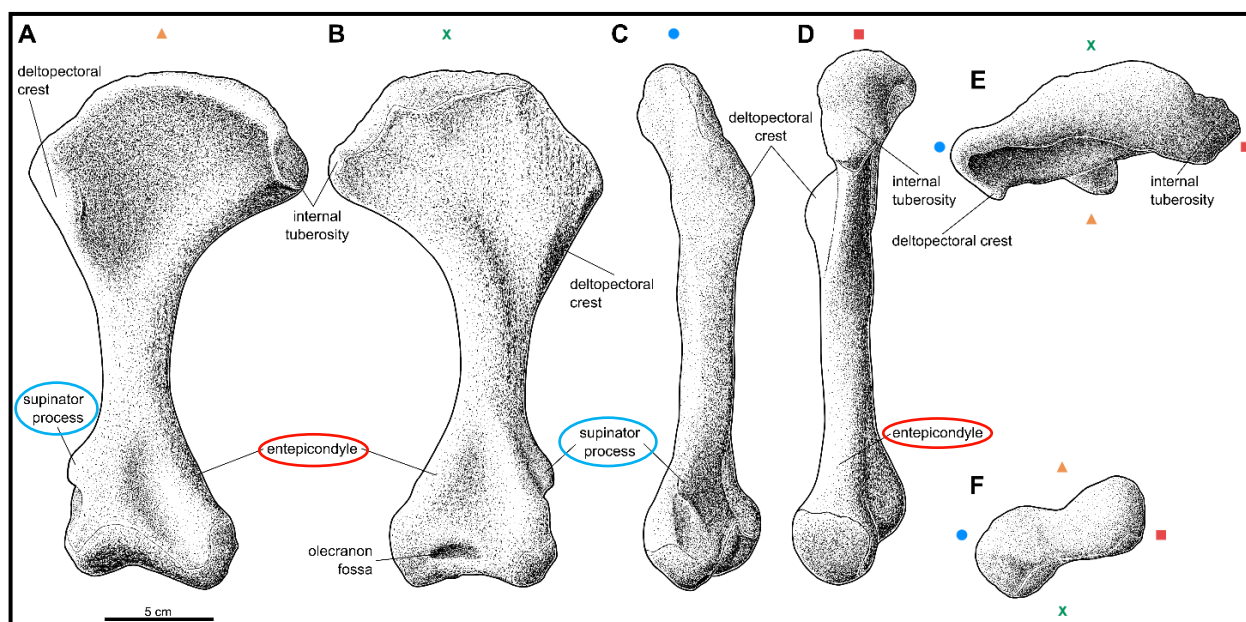 A
B
C
D
E
F
x
x
x
deltopectoral
crest
internal
tuberosity
deltopectoral
crest
deltopectoral
crest
internal
tuberosity
internal
tuberosity
deltopectoral crest
supinator
process
entepicondyle
supinator
process
entepicondyle
olecranon
fossa
5 cm